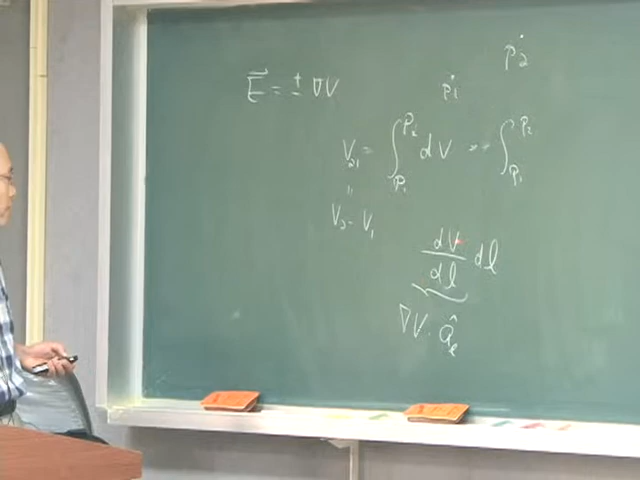 P₂
P₁
E⃗ = ± ∇V
V₂₁ = ∫_{P₁}^{P₂} dV = - ∫_{P₁}^{P₂}
"
V₂ - V₁
dV/dl dl
∇V · â_ℓ